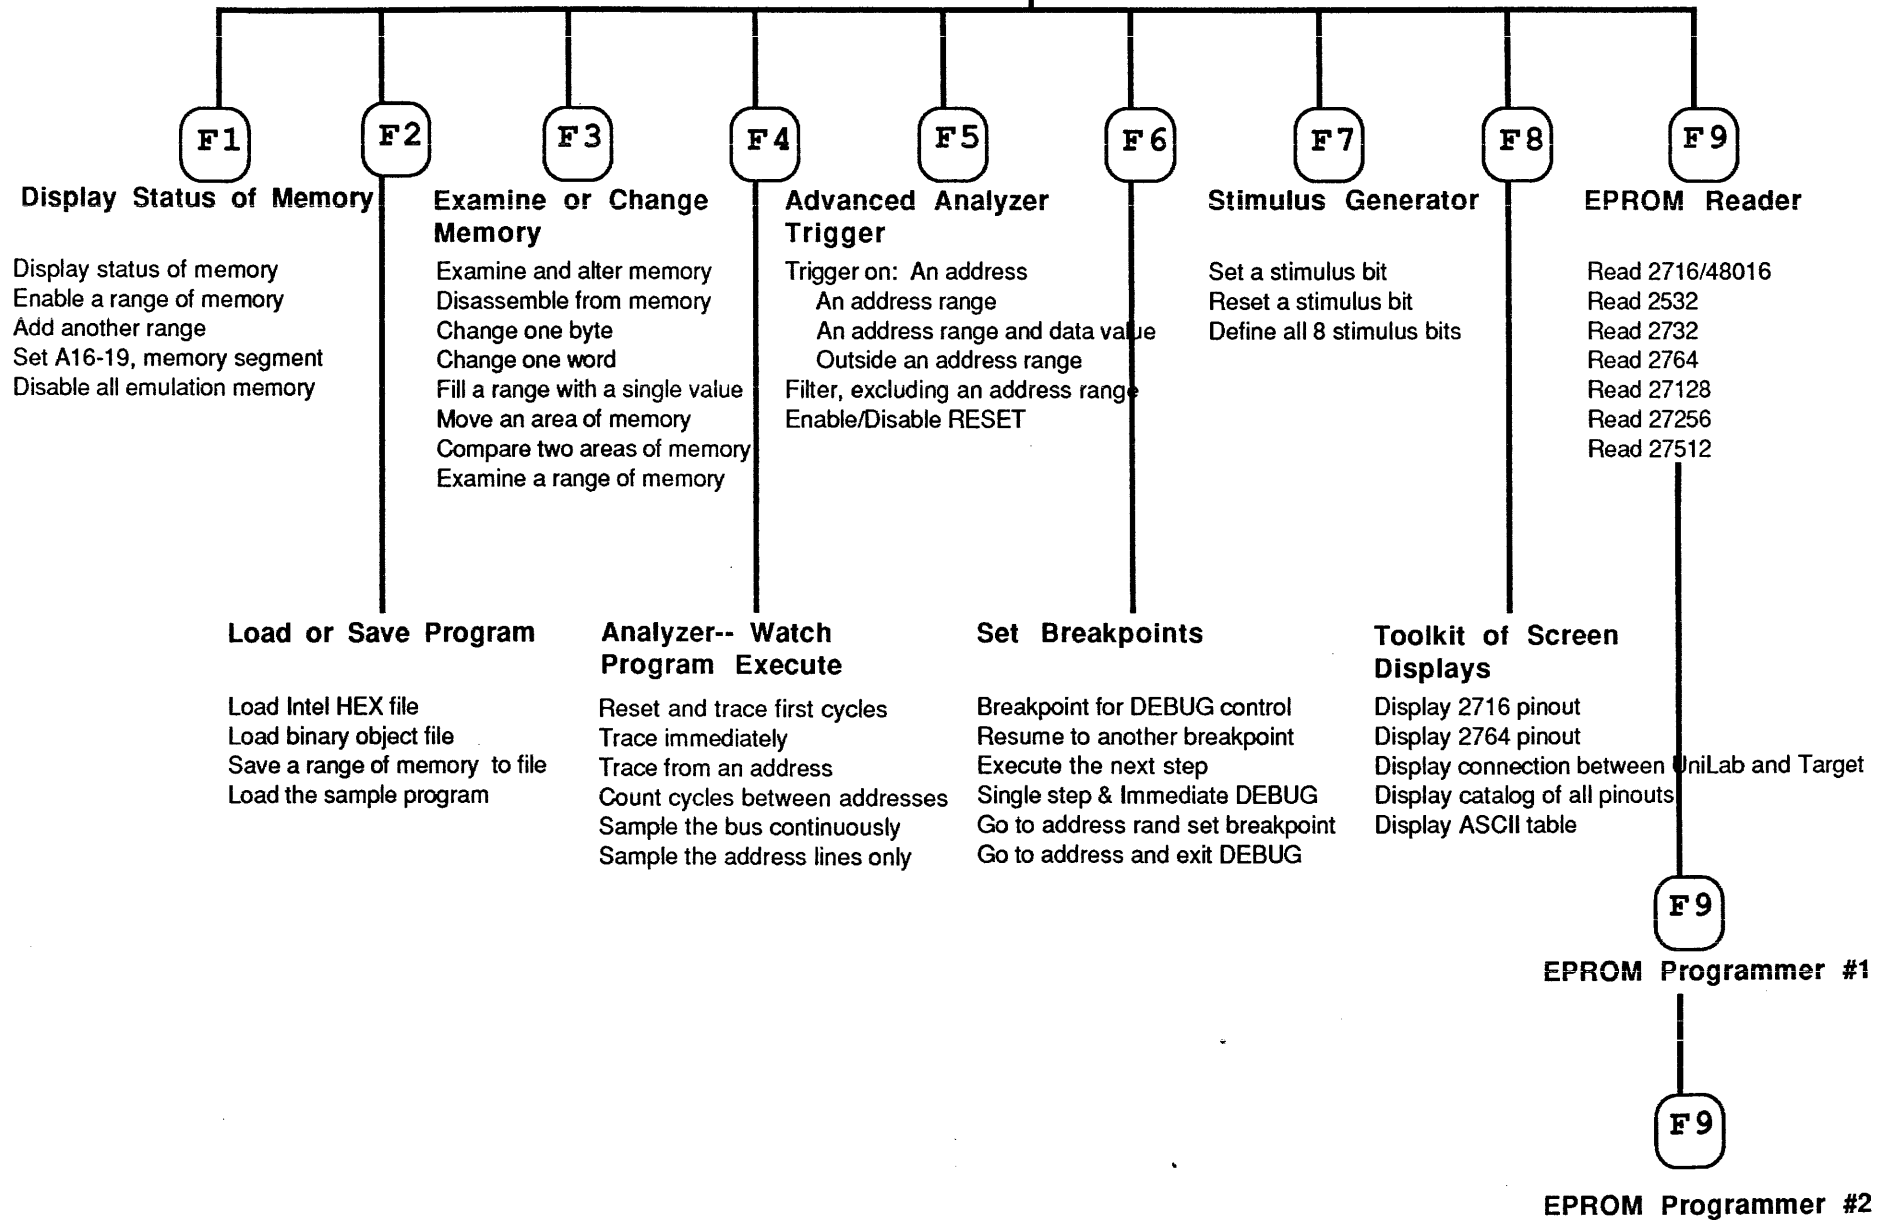 F1
F2
F3
F4
F5
F6
F7
F8
F9
Display Status of Memory
Display status of memory
Enable a range of memory
Add another range
Set A16-19, memory segment
Disable all emulation memory
Examine or Change
Memory
Examine and alter memory
Disassemble from memory
Change one byte
Change one word
Fill a range with a single value
Move an area of memory
Compare two areas of memory
Examine a range of memory
Advanced Analyzer
Trigger
Trigger on: An address
An address range
An address range and data value
Outside an address range
Filter, excluding an address range
Enable/Disable RESET
Stimulus Generator
Set a stimulus bit
Reset a stimulus bit
Define all 8 stimulus bits
EPROM Reader
Read 2716/48016
Read 2532
Read 2732
Read 2764
Read 27128
Read 27256
Read 27512
Load or Save Program
Load Intel HEX file
Load binary object file
Save a range of memory to file
Load the sample program
Analyzer-- Watch
Program Execute
Reset and trace first cycles
Trace immediately
Trace from an address
Count cycles between addresses
Sample the bus continuously
Sample the address lines only
Set Breakpoints
Breakpoint for DEBUG control
Resume to another breakpoint
Execute the next step
Single step & Immediate DEBUG
Go to address rand set breakpoint
Go to address and exit DEBUG
Toolkit of Screen
Displays
Display 2716 pinout
Display 2764 pinout
Display connection between UniLab and Target
Display catalog of all pinouts
Display ASCII table
F9
EPROM Programmer #1
F9
EPROM Programmer #2